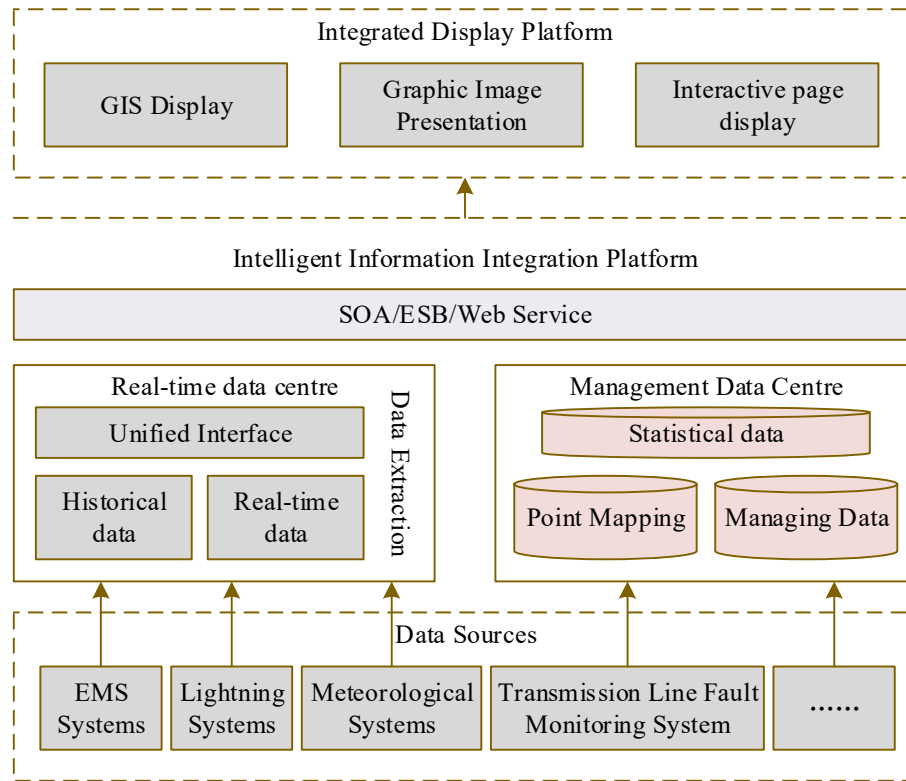 Integrated Display Platform
GIS Display
Graphic Image
Presentation
Interactive page
display
Intelligent Information Integration Platform
SOA/ESB/Web Service
Real-time data centre
Unified Interface
Historical
data
Real-time
data
Data Extraction
Management Data Centre
Statistical data
Point Mapping
Managing Data
Data Sources
EMS
Systems
Lightning
Systems
Meteorological
Systems
Transmission Line Fault
Monitoring System
......